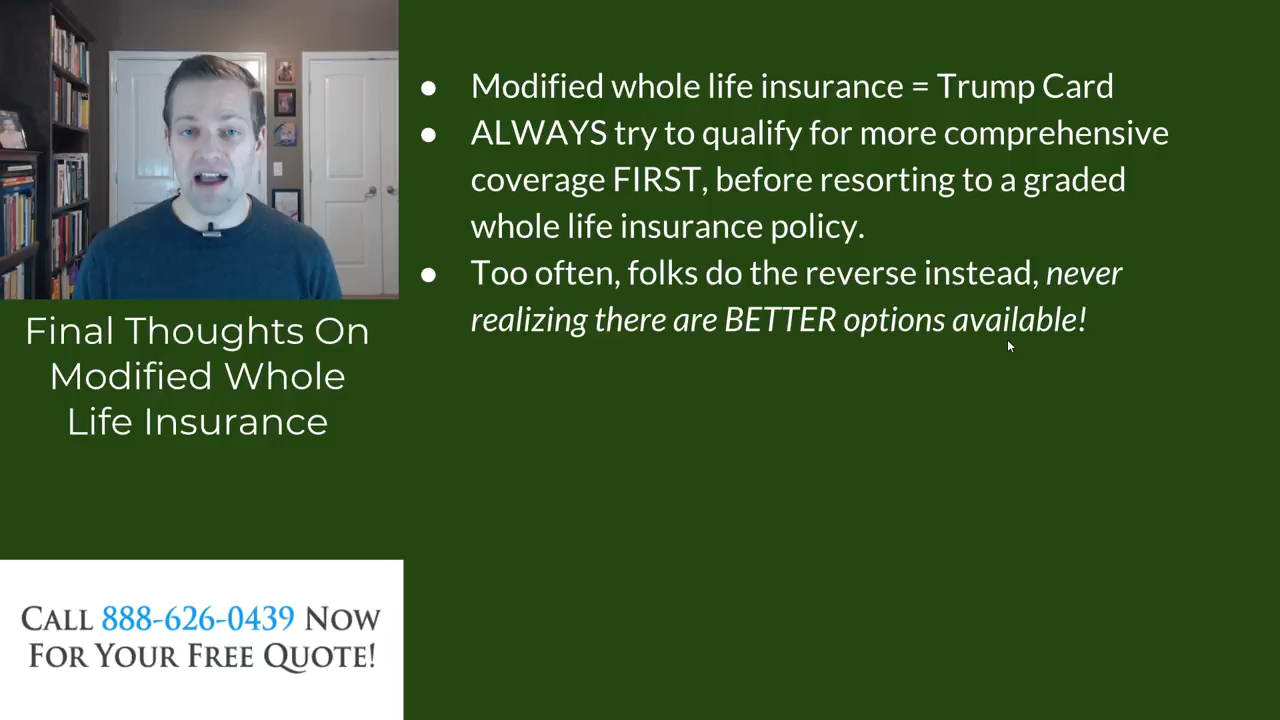 ● Modified whole life insurance = Trump Card
● ALWAYS try to qualify for more comprehensive
coverage FIRST, before resorting to a graded
whole life insurance policy.
● Too often, folks do the reverse instead, never
realizing there are BETTER options available!
Final Thoughts On
Modified Whole
Life Insurance
CALL 888-626-0439 NOW
FOR YOUR FREE QUOTE!